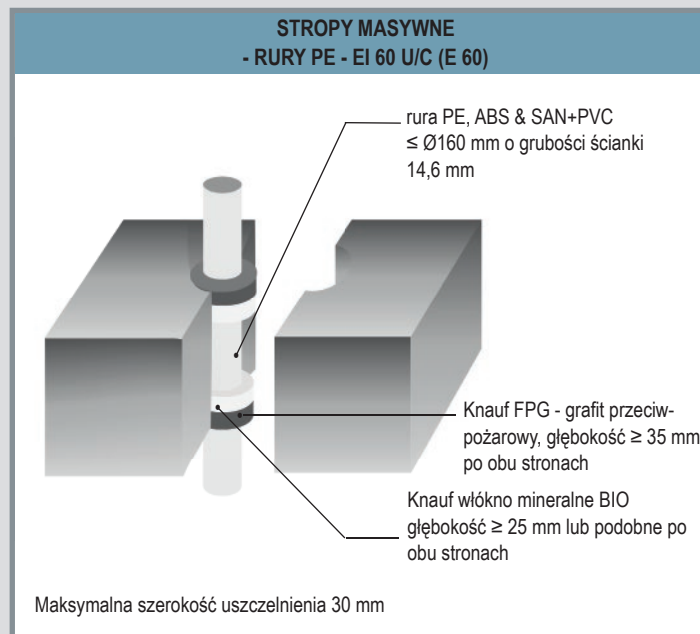 STROPY MASYWNE
- RURY PE - EI 60 U/C (E 60)
rura PE, ABS & SAN+PVC
≤ Ø160 mm o grubości ścianki
14,6 mm
Knauf FPG - grafit przeciw-
pożarowy, głębokość ≥ 35 mm
po obu stronach
Knauf włókno mineralne BIO
głębokość ≥ 25 mm lub podobne po
obu stronach
Maksymalna szerokość uszczelnienia 30 mm